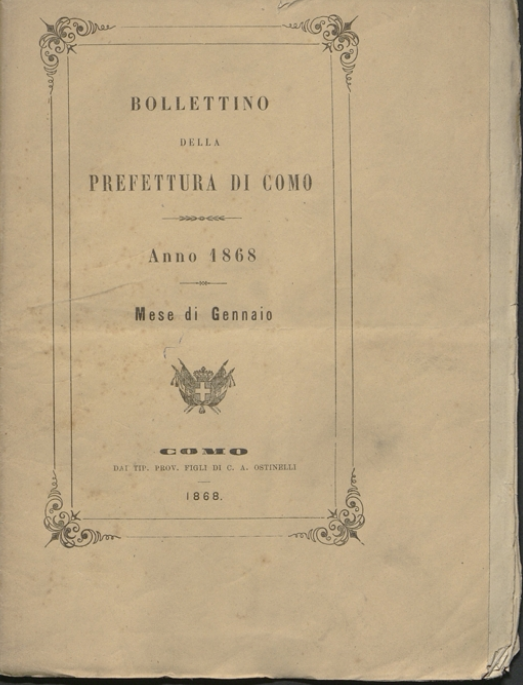 BOLLETTINO
DELLA
PREFETTURA DI COMO
Anno 1868
Mese di Gennaio
COMO
DAI TIP. PROV. FIGLI DI C. A. OSTINELLI
1868.